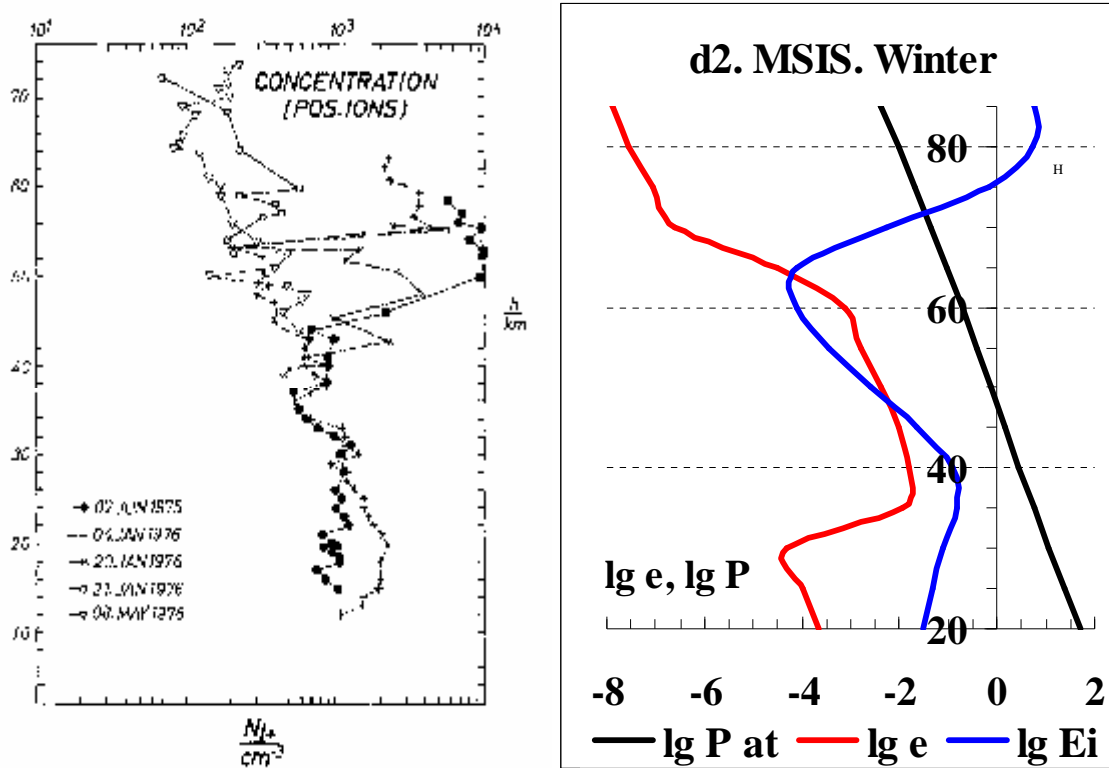 10¹ 10² 10³ 10⁴
CONCENTRATION
(POS. IONS)
70
60
h
km
40
30
20
10
02 JUN 1975
04 JAN 1976
20 JAN 1976
21 JAN 1976
08 MAY 1976
cm⁻³
d2. MSIS. Winter
80
H
60
40
lg e, lg P
20
-8 -6 -4 -2 0 2
lg P at lg e lg Ei